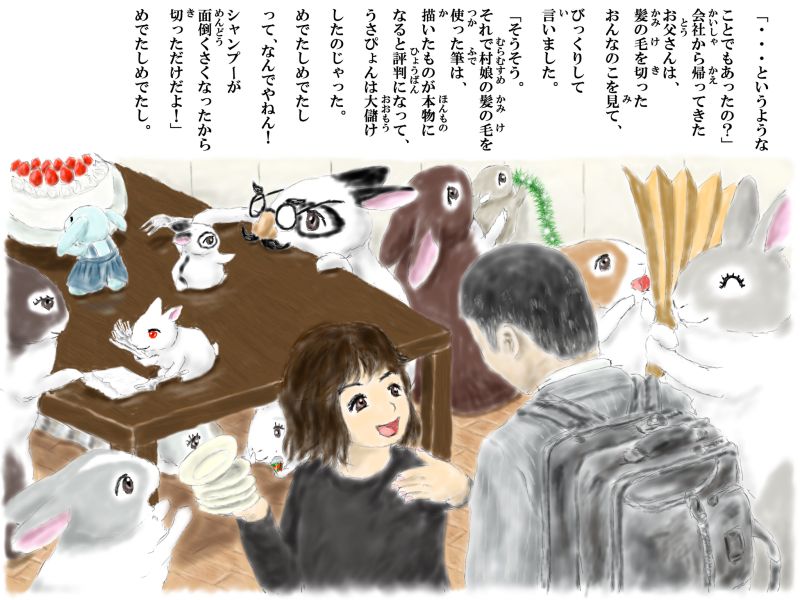 「・・・というような
ことでもあったの？」
会社から帰ってきた
お父さんは、
髪の毛を切った
おんなのこを見て、
びっくりして
言いました。
「そうそう。
それで村娘の髪の毛を
使った筆は、
描いたものが本物に
なると評判になって、
うさぴょんは大儲け
したのじゃった。
めでたしめでたし
って、なんでやねん！
シャンプーが
面倒くさくなったから
切っただけだよ！」
めでたしめでたし。